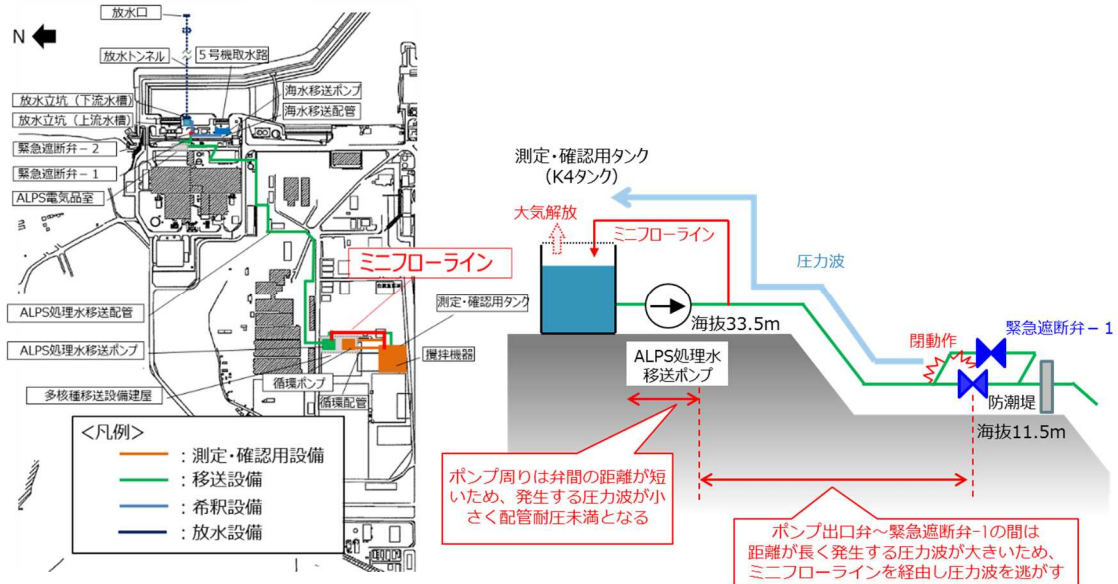 放水口
N
放水トンネル
5号機取水路
海水移送ポンプ
海水移送配管
放水立坑（下流水槽）
放水立坑（上流水槽）
緊急遮断弁－2
緊急遮断弁－1
ALPS電気品室
ミニフローライン
測定・確認用タンク
ALPS処理水移送配管
ALPS処理水移送ポンプ
攪拌機器
循環ポンプ
多核種移送設備建屋
循環配管
＜凡例＞
：測定・確認用設備
：移送設備
：希釈設備
：放水設備
測定・確認用タンク
（K4タンク）
大気解放
ミニフローライン
圧力波
海抜33.5m
緊急遮断弁－1
閉動作
ALPS処理水
移送ポンプ
防潮堤
海抜11.5m
ポンプ周りは弁間の距離が短
いため、発生する圧力波が小
さく配管耐圧未満となる
ポンプ出口弁～緊急遮断弁-1の間は
距離が長く発生する圧力波が大きいため、
ミニフローラインを経由し圧力波を逃がす